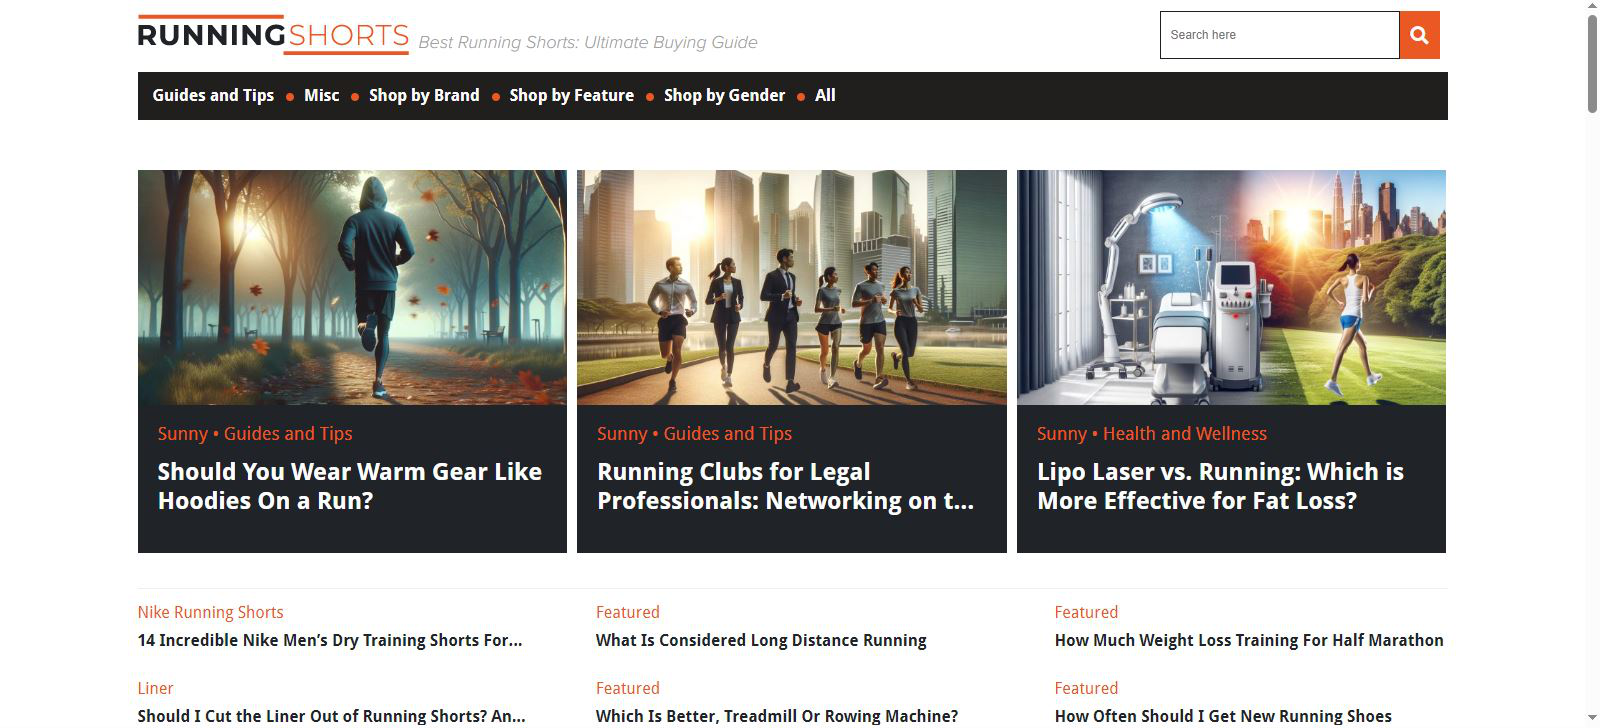 RUNNINGSHORTS
Best Running Shorts: Ultimate Buying Guide
Search here
Guides and Tips • Misc • Shop by Brand • Shop by Feature • Shop by Gender • All
Sunny • Guides and Tips
Should You Wear Warm Gear Like
Hoodies On a Run?
Sunny • Guides and Tips
Running Clubs for Legal
Professionals: Networking on t...
Sunny • Health and Wellness
Lipo Laser vs. Running: Which is
More Effective for Fat Loss?
Nike Running Shorts
14 Incredible Nike Men’s Dry Training Shorts For...
Featured
What Is Considered Long Distance Running
Featured
How Much Weight Loss Training For Half Marathon
Liner
Should I Cut the Liner Out of Running Shorts? An...
Featured
Which Is Better, Treadmill Or Rowing Machine?
Featured
How Often Should I Get New Running Shoes